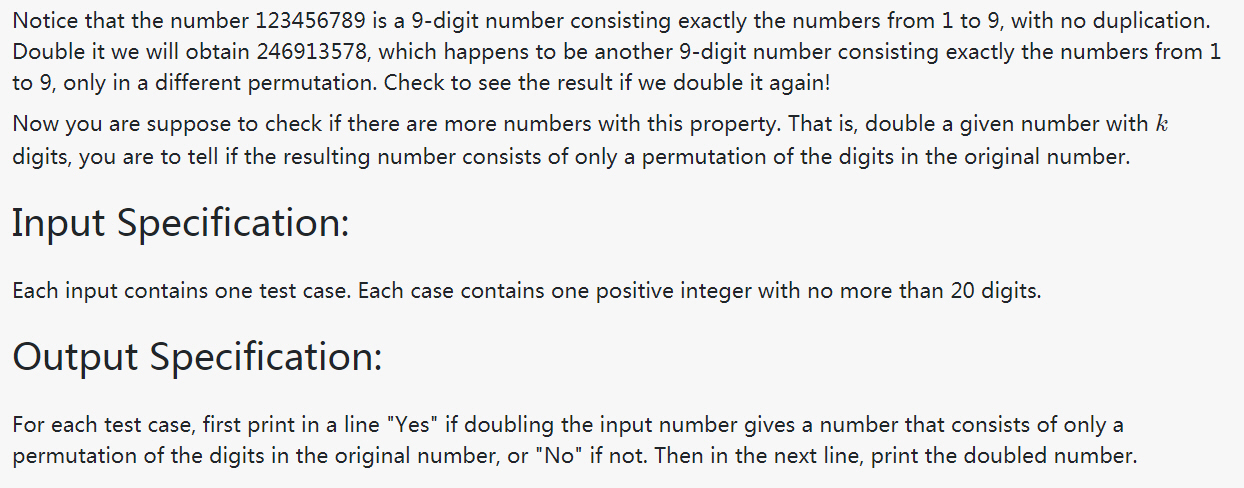 Notice that the number 123456789 is a 9-digit number consisting exactly the numbers from 1 to 9, with no duplication.
Double it we will obtain 246913578, which happens to be another 9-digit number consisting exactly the numbers from 1
to 9, only in a different permutation. Check to see the result if we double it again!
Now you are suppose to check if there are more numbers with this property. That is, double a given number with k
digits, you are to tell if the resulting number consists of only a permutation of the digits in the original number.
Input Specification:
Each input contains one test case. Each case contains one positive integer with no more than 20 digits.
Output Specification:
For each test case, first print in a line "Yes" if doubling the input number gives a number that consists of only a
permutation of the digits in the original number, or "No" if not. Then in the next line, print the doubled number.